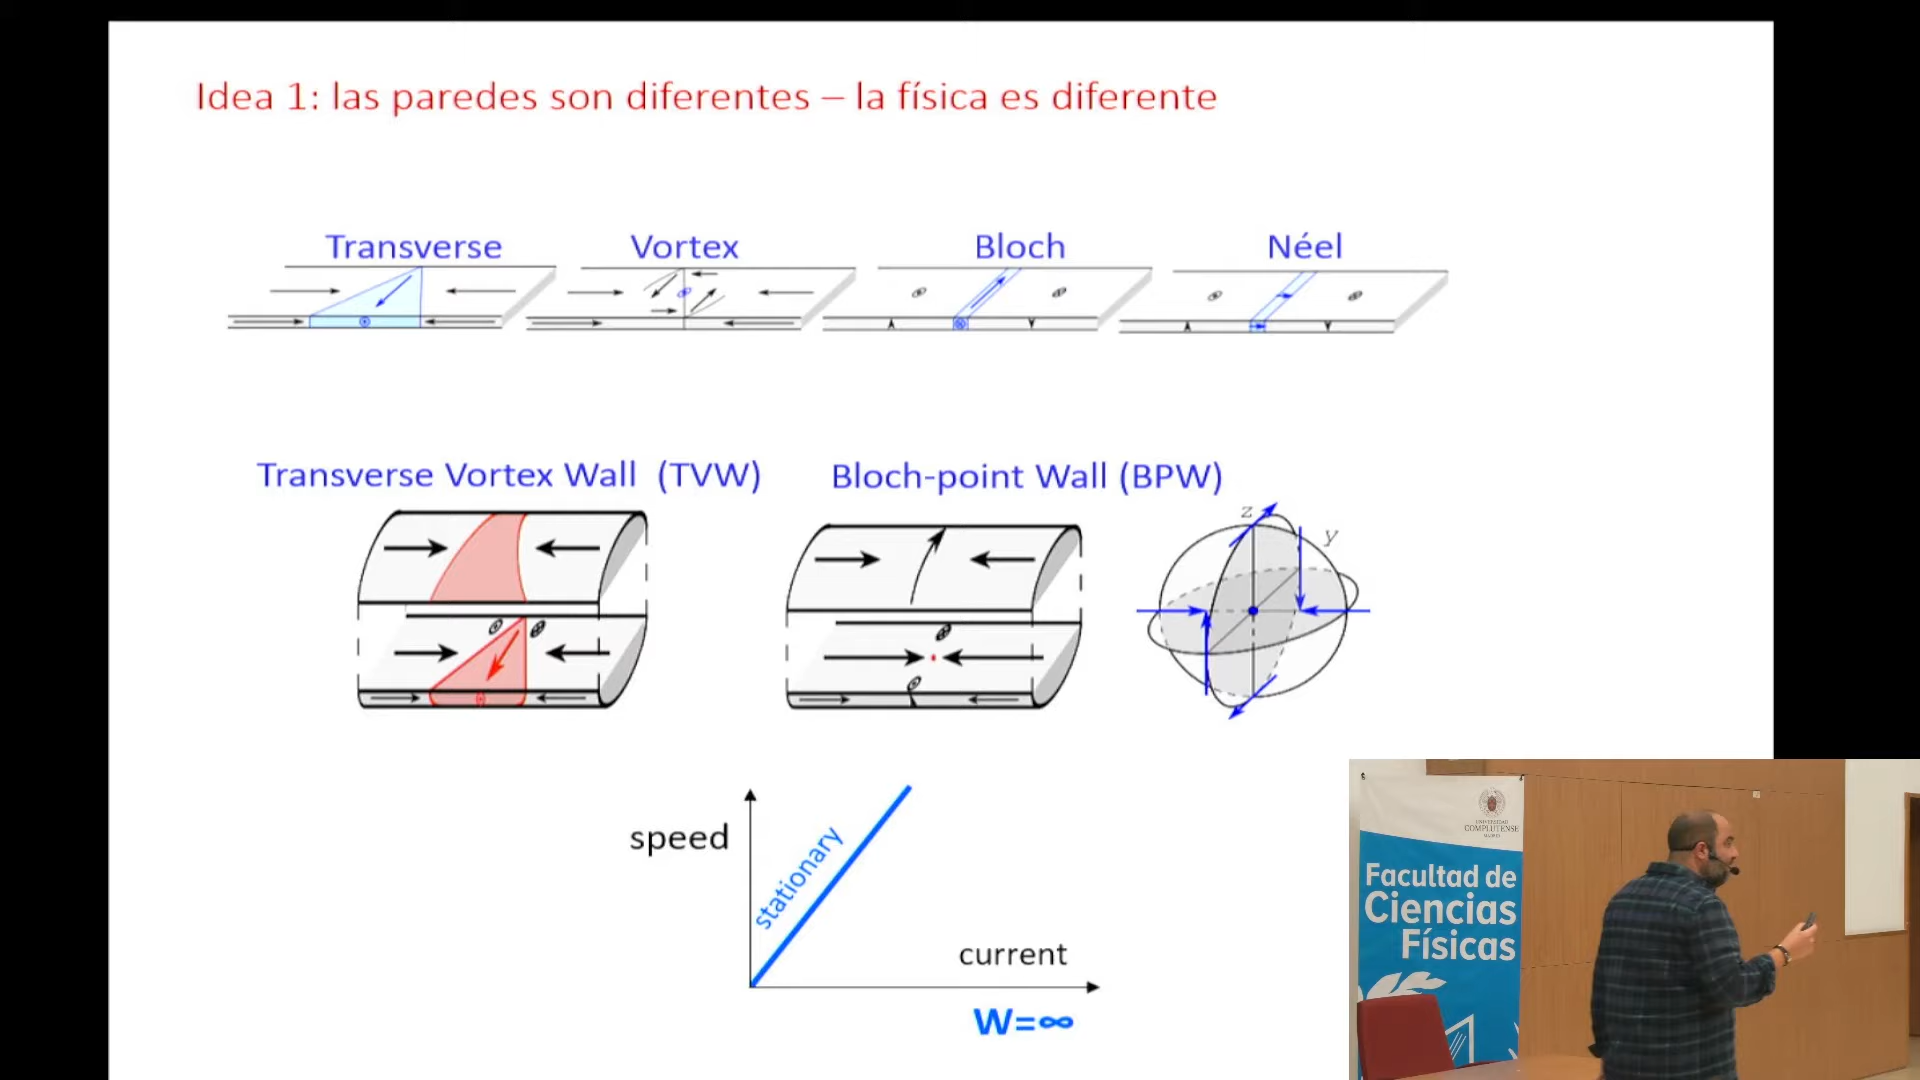 Idea 1: las paredes son diferentes – la física es diferente
Transverse
Vortex
Bloch
Néel
Transverse Vortex Wall (TVW)
Bloch-point Wall (BPW)
z
y
speed
stationary
current
W=∞
UNIVERSIDAD
COMPLUTENSE
MADRID
Facultad de
Ciencias
Físicas